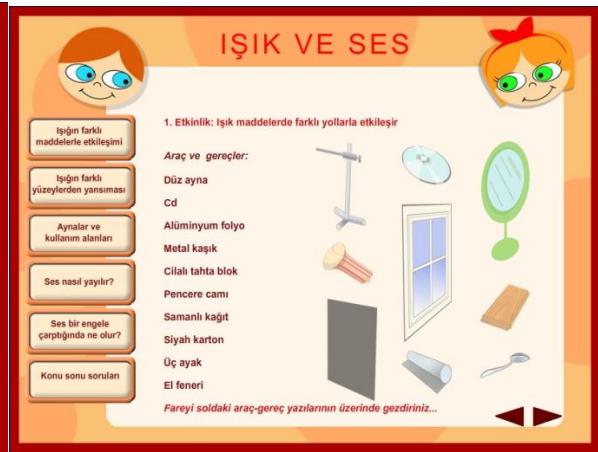 IŞIK VE SES
Işığın farklı
maddelerle etkileşimi
Işığın farklı
yüzeylerden yansıması
Aynalar ve
kullanım alanları
Ses nasıl yayılır?
Ses bir engele
çarptığında ne olur?
Konu sonu soruları
1. Etkinlik: Işık maddelerde farklı yollarla etkileşir
Araç ve gereçler:
Düz ayna
Cd
Alüminyum folyo
Metal kaşık
Cilalı tahta blok
Pencere camı
Samanlı kağıt
Siyah karton
Üç ayak
El feneri
Fareyi soldaki araç-gereç yazılarının üzerinde gezdiriniz...